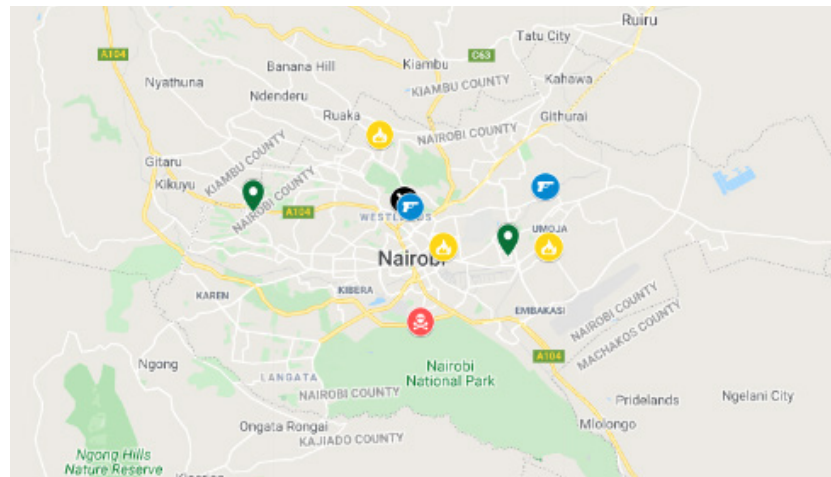 Ruiru
Tatu City
A104
C63
Banana Hill
Kiambu
Nyathuna
KIAMBU COUNTY
Kahawa
Ndenderu
Ruaka
Githurai
NAIROBI COUNTY
Gitaru
KIAMBU COUNTY
Kikuyu
NAIROBI COUNTY
A104
WESTLANDS
UMOJA
Nairobi
KIBERA
KAREN
EMBAKASI
NAIROBI COUNTY
MACHAKOS COUNTY
A104
Ngong
Nairobi
National Park
LANGATA
NAIROBI COUNTY
Pridelands
Ngelani City
Ongata Rongai
Mlolongo
KAJIADO COUNTY
Ngong Hills
Nature Reserve